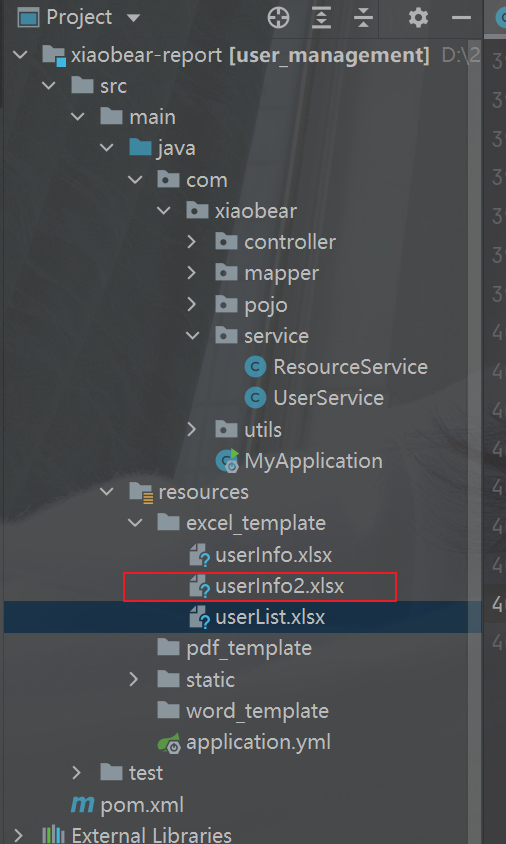 Project
xiaobear-report [user_management] D:\2
src
main
java
com
xiaobear
controller
mapper
pojo
service
ResourceService
UserService
utils
MyApplication
resources
excel_template
userInfo.xlsx
userInfo2.xlsx
userList.xlsx
pdf_template
static
word_template
application.yml
test
pom.xml
External Libraries